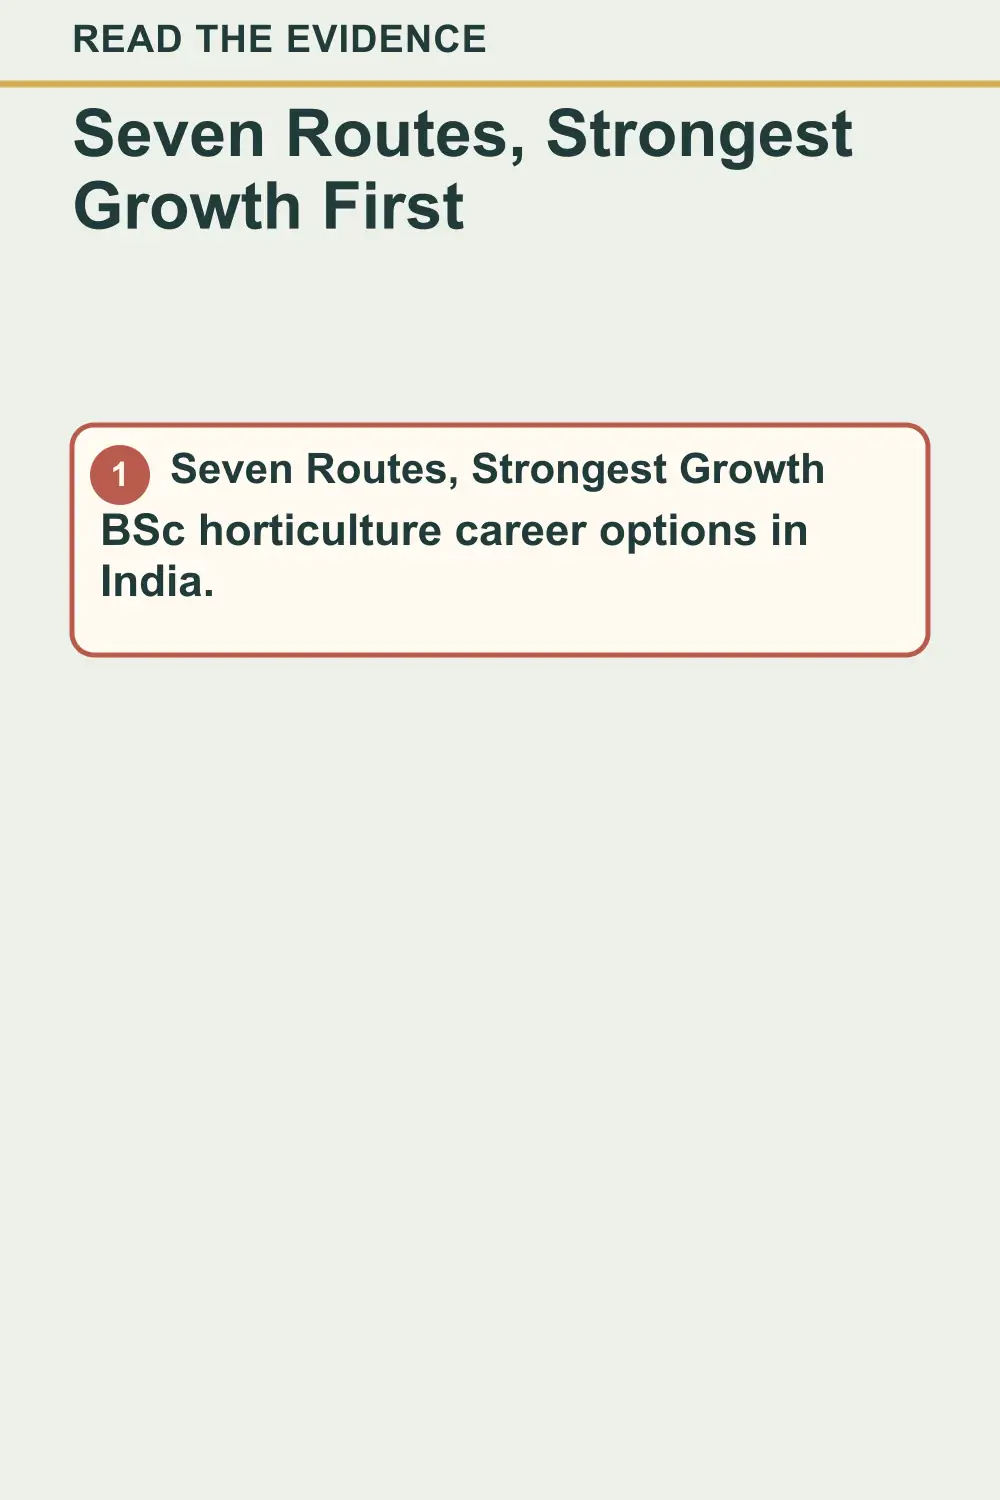 READ THE EVIDENCE
Seven Routes, Strongest
Growth First
1 Seven Routes, Strongest Growth
BSc horticulture career options in
India.